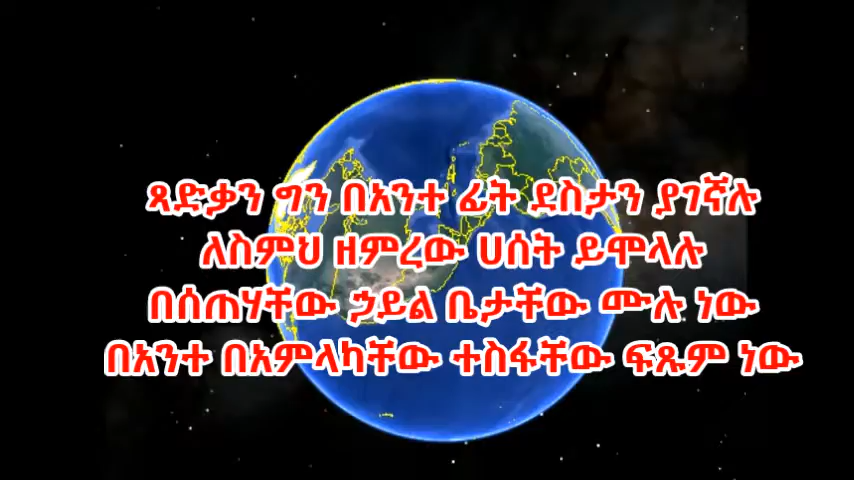 ጻድቃን ግን በአንተ ፊት ደስታን ያገኛሉ
ለስምህ ዘምረው ሀሰት ይሞላሉ
በሰጠሃቸው ኃይል ቤታቸው ሙሉ ነው
በአንተ በአምላካቸው ተስፋቸው ፍጹም ነው